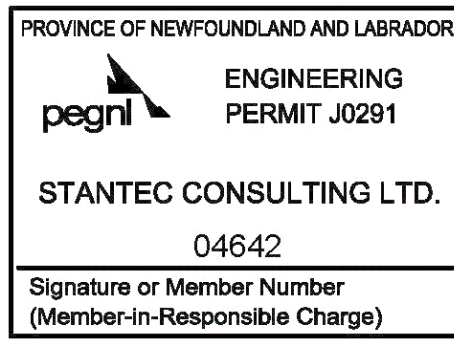 PROVINCE OF NEWFOUNDLAND AND LABRADOR
pegnl
ENGINEERING
PERMIT J0291
STANTEC CONSULTING LTD.
04642
Signature or Member Number
(Member-in-Responsible Charge)